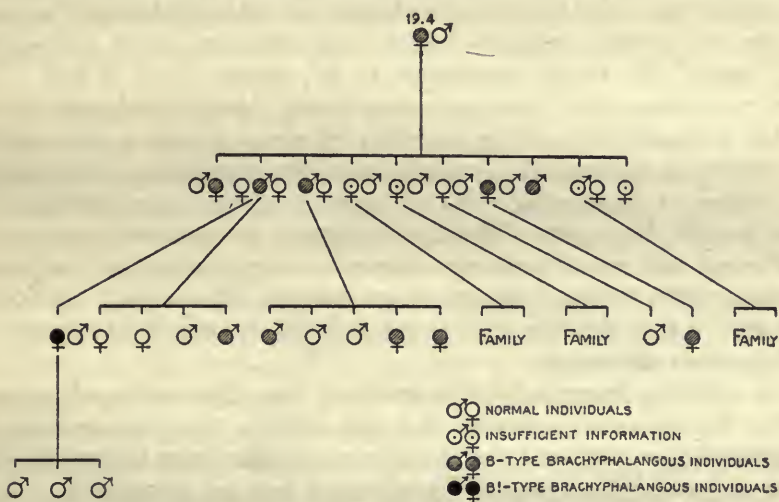 19.4
FAMILY FAMILY FAMILY
NORMAL INDIVIDUALS
INSUFFICIENT INFORMATION
B-TYPE BRACHYPHALANGOUS INDIVIDUALS
B!-TYPE BRACHYPHALANGOUS INDIVIDUALS